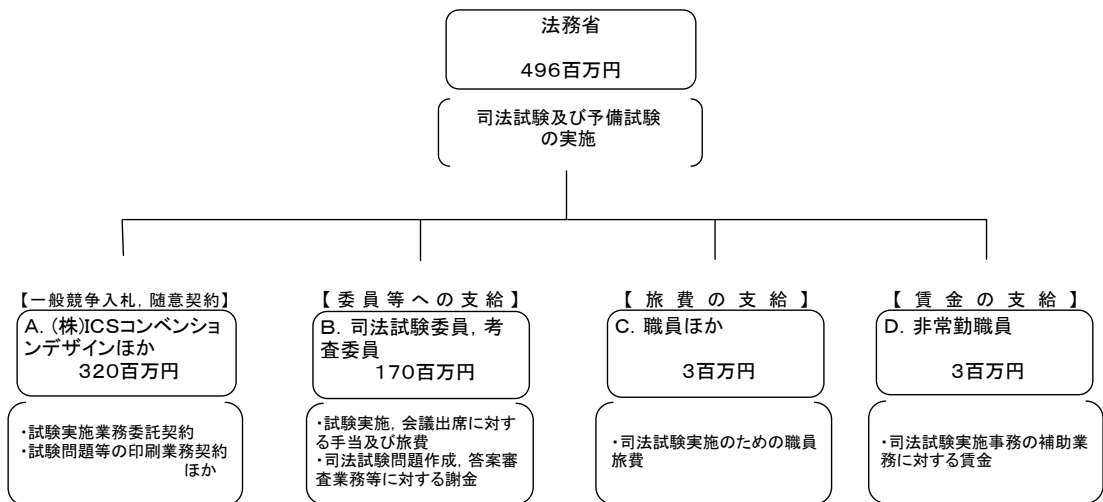 法務省
496百万円
司法試験及び予備試験
の実施
【一般競争入札，随意契約】
A．（株）ICSコンベンショ
ンデザインほか
320百万円
・試験実施業務委託契約
・試験問題等の印刷業務契約
ほか
【委員等への支給】
B．司法試験委員，考
査委員
170百万円
・試験実施，会議出席に対す
る手当及び旅費
・司法試験問題作成，答案審
査業務等に対する謝金
【旅費の支給】
C．職員ほか
3百万円
・司法試験実施のための職員
旅費
【賃金の支給】
D．非常勤職員
3百万円
・司法試験実施事務の補助業
務に対する賃金